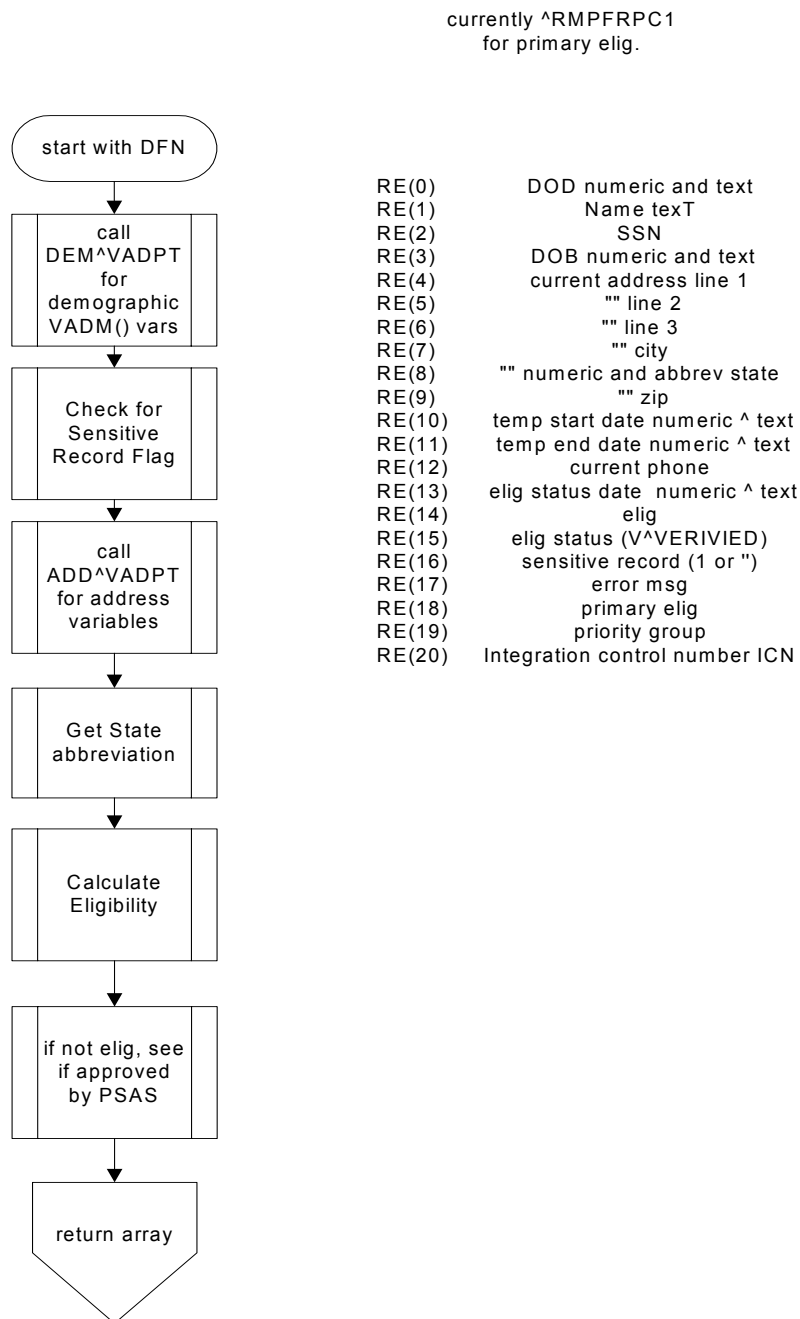 currently ^RMPFRPC1
for primary elig.
start with DFN
call
DEM^VADPT
for
demographic
VADM() vars
Check for
Sensitive
Record Flag
call
ADD^VADPT
for address
variables
Get State
abbreviation
Calculate
Eligibility
if not elig, see
if approved
by PSAS
return array
RE(0) DOD numeric and text
RE(1) Name texT
RE(2) SSN
RE(3) DOB numeric and text
RE(4) current address line 1
RE(5) "" line 2
RE(6) "" line 3
RE(7) "" city
RE(8) "" numeric and abbrev state
RE(9) "" zip
RE(10) temp start date numeric ^ text
RE(11) temp end date numeric ^ text
RE(12) current phone
RE(13) elig status date numeric ^ text
RE(14) elig
RE(15) elig status (V^VERIVIED)
RE(16) sensitive record (1 or '')
RE(17) error msg
RE(18) primary elig
RE(19) priority group
RE(20) Integration control number ICN